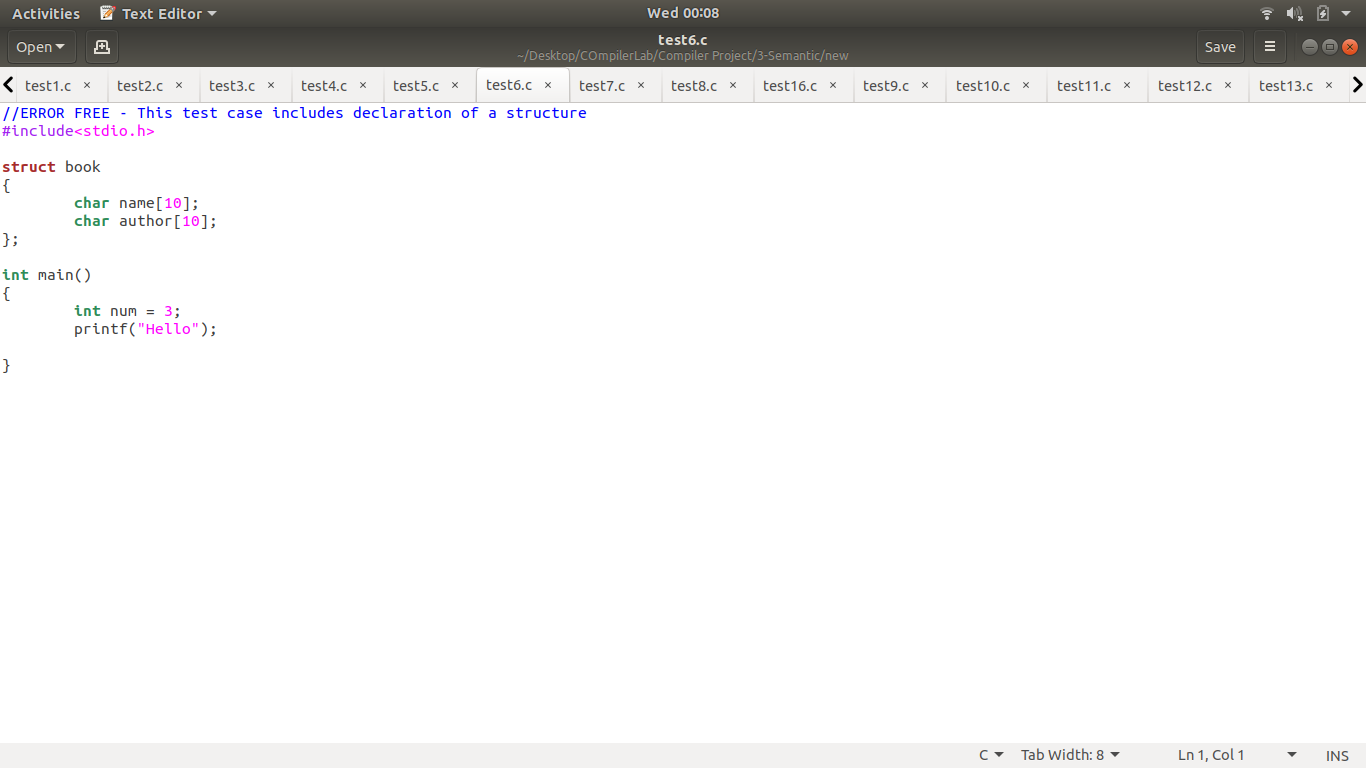 Activities Text Editor Wed 00:08
Open test6.c Save
~/Desktop/COmpilerLab/Compiler Project/3-Semantic/new
test1.c × test2.c × test3.c × test4.c × test5.c × test6.c × test7.c × test8.c × test16.c × test9.c × test10.c × test11.c × test12.c × test13.c ×
//ERROR FREE - This test case includes declaration of a structure
#include<stdio.h>
struct book
{
char name[10];
char author[10];
};
int main()
{
int num = 3;
printf("Hello");
}
C Tab Width: 8 Ln 1, Col 1 INS